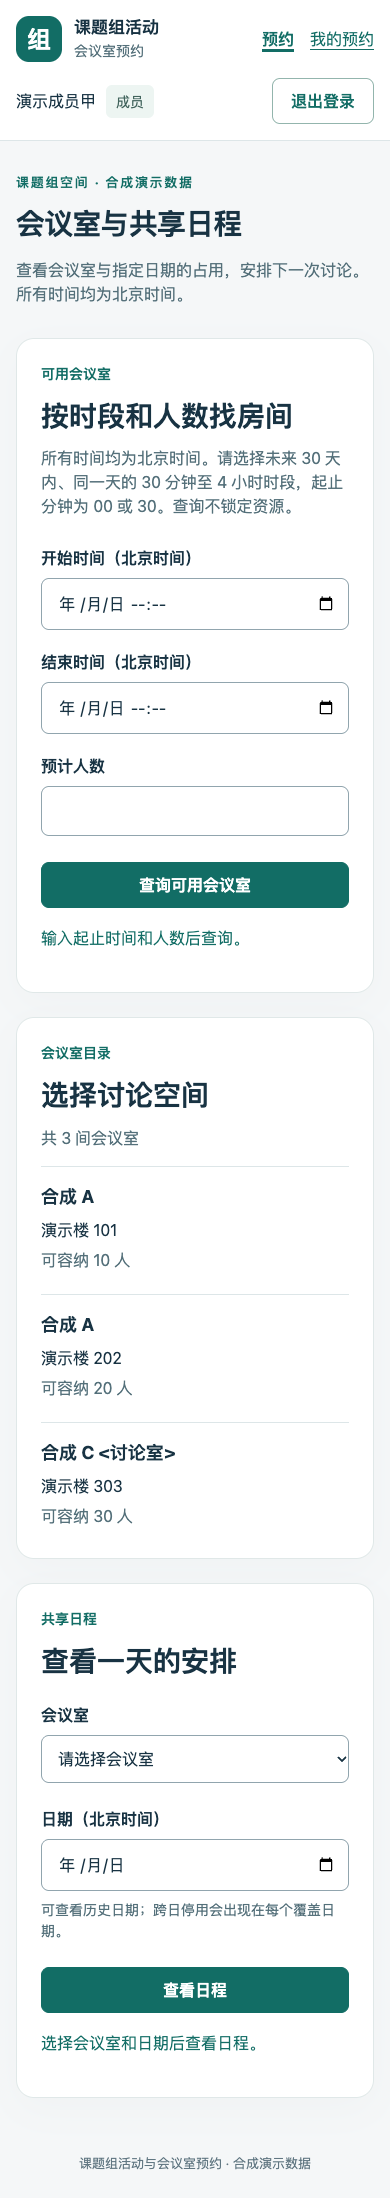 组
课题组活动
会议室预约
预约 我的预约
演示成员甲 成员
退出登录
课题组空间 · 合成演示数据
会议室与共享日程
查看会议室与指定日期的占用，安排下一次讨论。
所有时间均为北京时间。
可用会议室
按时段和人数找房间
所有时间均为北京时间。请选择未来 30 天
内、同一天的 30 分钟至 4 小时时段，起止
分钟为 00 或 30。查询不锁定资源。
开始时间（北京时间）
年 /月/日 --:--
结束时间（北京时间）
年 /月/日 --:--
预计人数
查询可用会议室
输入起止时间和人数后查询。
会议室目录
选择讨论空间
共 3 间会议室
合成 A
演示楼 101
可容纳 10 人
合成 A
演示楼 202
可容纳 20 人
合成 C <讨论室>
演示楼 303
可容纳 30 人
共享日程
查看一天的安排
会议室
请选择会议室
日期（北京时间）
年 /月/日
可查看历史日期；跨日停用会出现在每个覆盖日
期。
查看日程
选择会议室和日期后查看日程。
课题组活动与会议室预约 · 合成演示数据